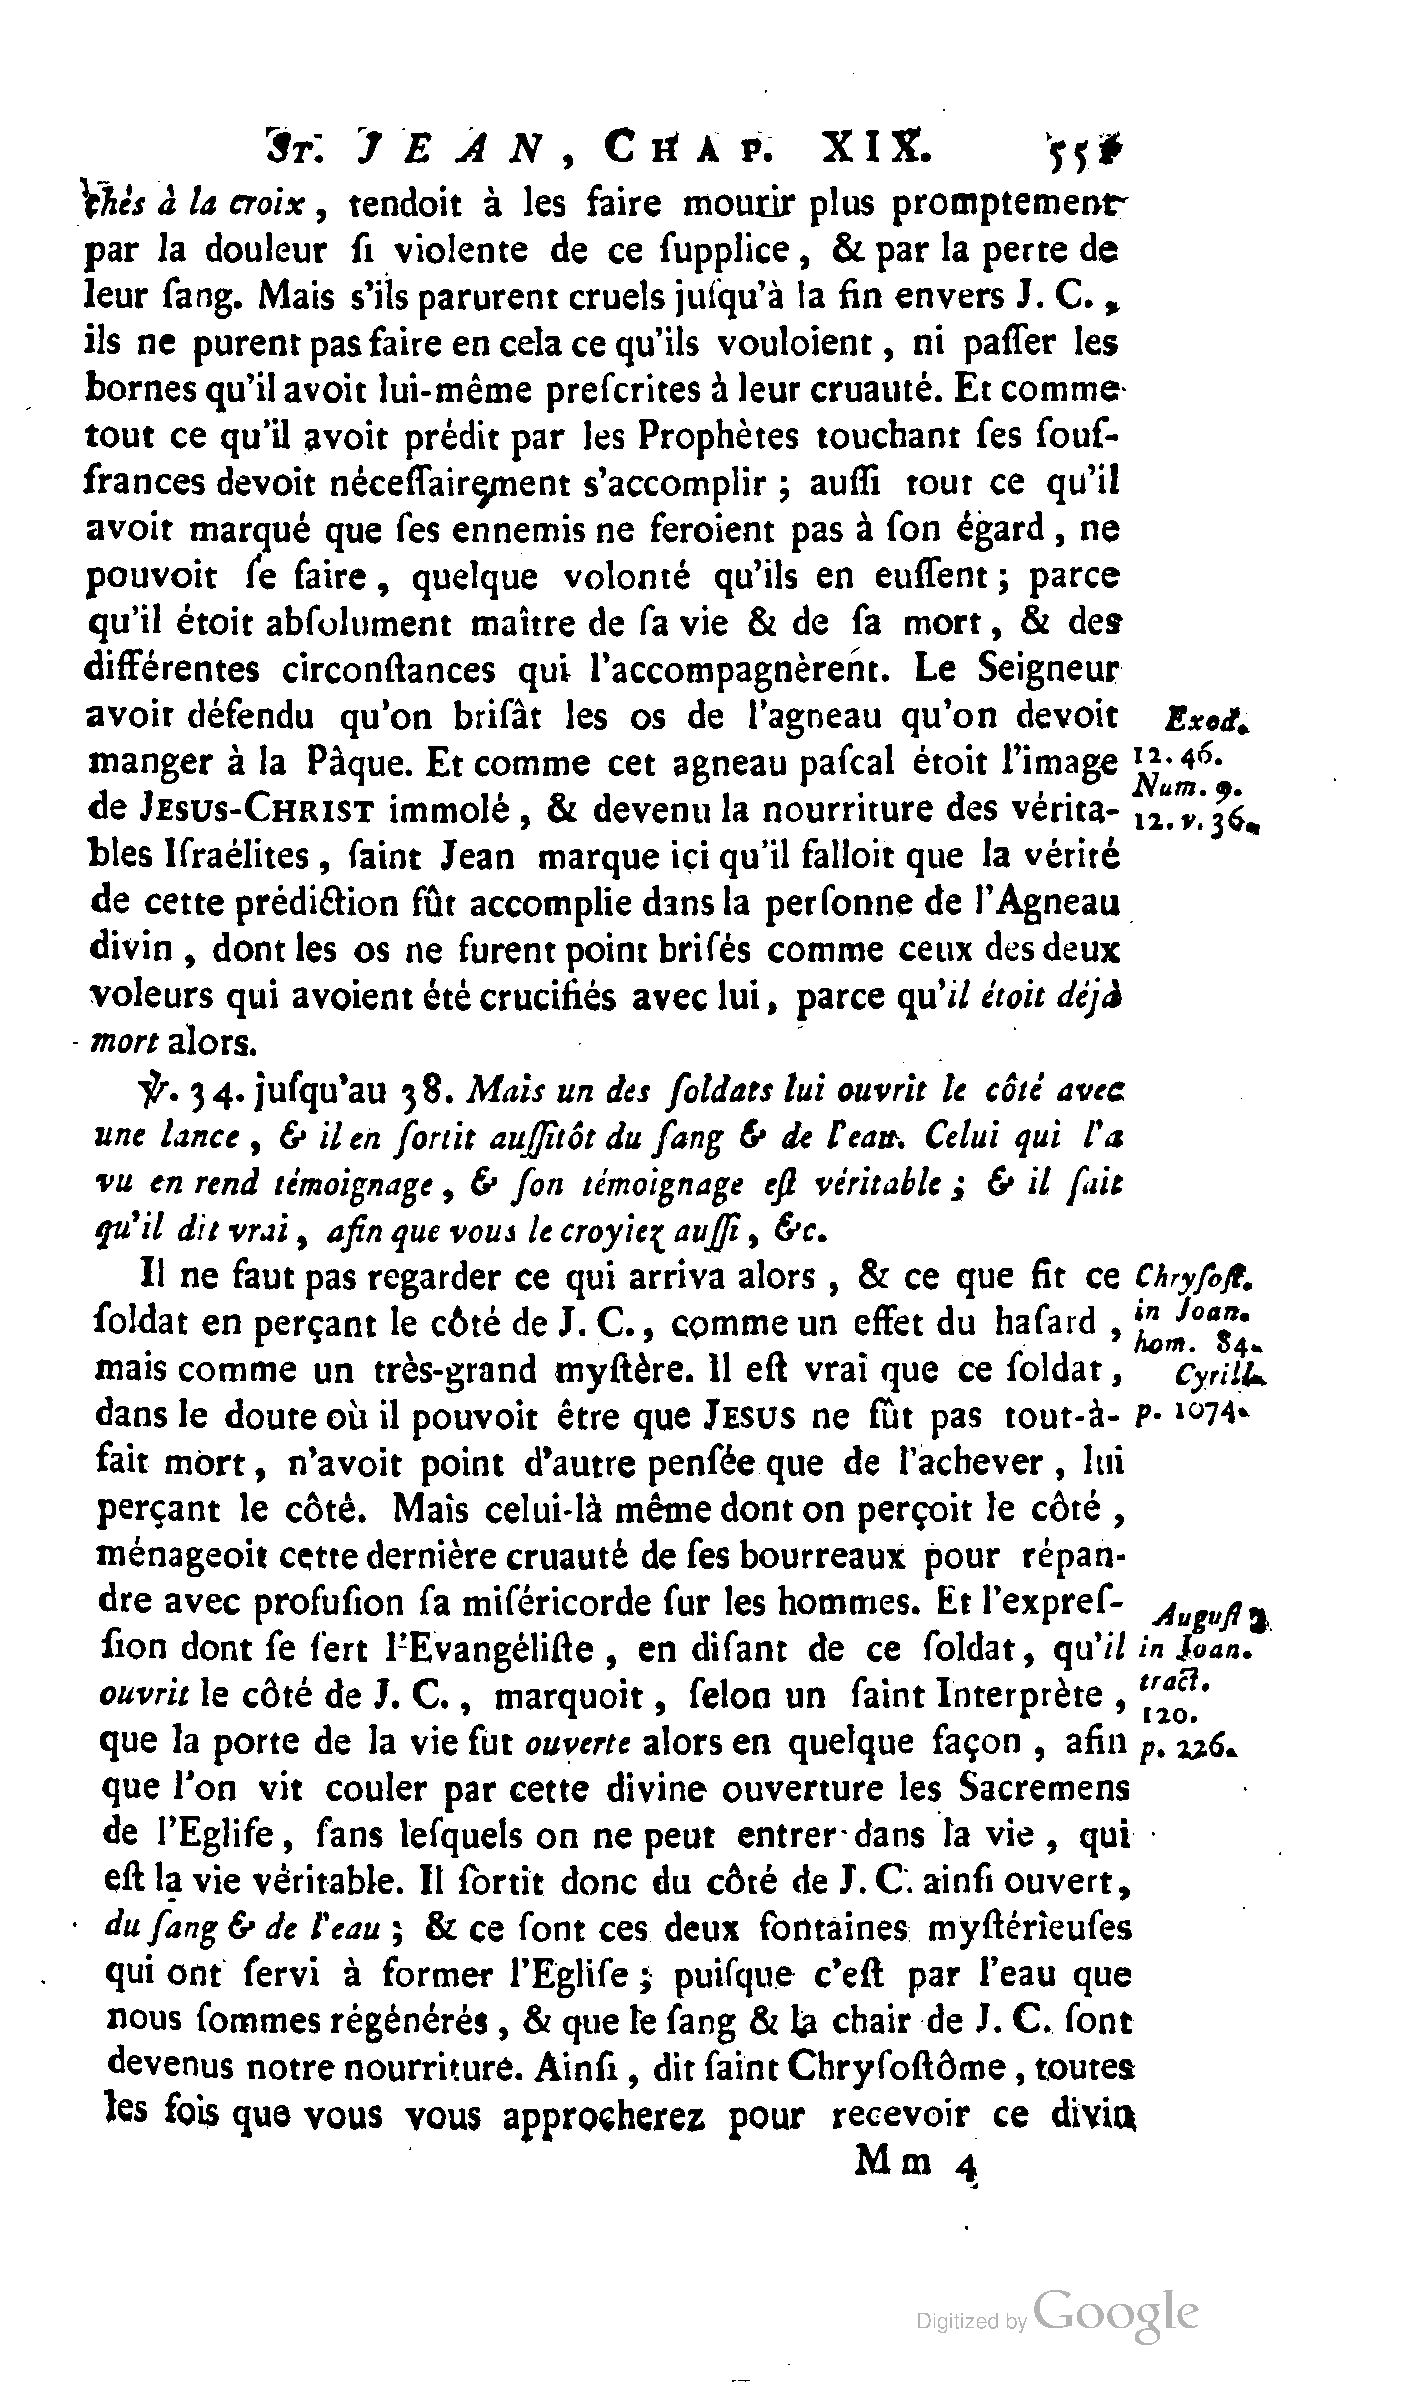 St. JEAN, CHAP. XIX.
chés à la croix, tendoit à les faire mourir plus promptement
par la douleur ſi violente de ce ſupplice, & par la perte de
leur ſang. Mais s'ils parurent cruels juſqu'à la fin envers J. C.,
ils ne purent pas faire en cela ce qu'ils vouloient, ni paſſer les
bornes qu'il avoit lui-même preſcrites à leur cruauté. Et comme
tout ce qu'il avoit prédit par les Prophètes touchant ſes ſouf-
frances devoit néceſſairement s'accomplir; auſſi tout ce qu'il
avoit marqué que ſes ennemis ne feroient pas à ſon égard, ne
pouvoit ſe faire, quelque volonté qu'ils en euſſent; parce
qu'il étoit abſolument maître de ſa vie & de ſa mort, & des
différentes circonſtances qui l'accompagnèrent. Le Seigneur
avoit défendu qu'on briſât les os de l'agneau qu'on devoit
manger à la Pâque. Et comme cet agneau paſcal étoit l'image
de JESUS-CHRIST immolé, & devenu la nourriture des vérita-
bles Iſraélites, ſaint Jean marque içi qu'il falloit que la vérité
de cette prédiction fût accomplie dans la perſonne de l'Agneau
divin, dont les os ne furent point briſés comme ceux des deux
voleurs qui avoient été crucifiés avec lui, parce qu'il étoit déjà
mort alors.
Exod.
12. 46.
Num. 9.
12. v. 36.
℣. 34. juſqu'au 38. Mais un des ſoldats lui ouvrit le côté avec
une lance, & il en ſortit auſſitôt du ſang & de l'eau. Celui qui l'a
vu en rend témoignage, & ſon témoignage eſt véritable; & il ſait
qu'il dit vrai, afin que vous le croyiez auſſi, &c.
Il ne faut pas regarder ce qui arriva alors, & ce que fit ce
ſoldat en perçant le côté de J. C., comme un effet du haſard,
mais comme un très-grand myſtère. Il eſt vrai que ce ſoldat,
dans le doute où il pouvoit être que JESUS ne fût pas tout-à-
fait mort, n'avoit point d'autre penſée que de l'achever, lui
perçant le côté. Mais celui-là même dont on perçoit le côté,
ménageoit cette dernière cruauté de ſes bourreaux pour répan-
dre avec profuſion ſa miſéricorde ſur les hommes. Et l'expreſ-
ſion dont ſe ſert l'Evangéliſte, en diſant de ce ſoldat, qu'il
ouvrit le côté de J. C., marquoit, ſelon un ſaint Interprète,
que la porte de la vie fut ouverte alors en quelque façon, afin
que l'on vit couler par cette divine ouverture les Sacremens
de l'Egliſe, ſans leſquels on ne peut entrer dans la vie, qui
eſt la vie véritable. Il ſortit donc du côté de J. C. ainſi ouvert,
du ſang & de l'eau; & ce ſont ces deux fontaines myſtérieuſes
qui ont ſervi à former l'Egliſe; puiſque c'eſt par l'eau que
nous ſommes régénérés, & que le ſang & la chair de J. C. ſont
devenus notre nourriture. Ainſi, dit ſaint Chryſoſtôme, toutes
les fois que vous vous approcherez pour recevoir ce divin
Chryſoſt.
in Joan.
hom. 84.
Cyrill.
p. 1074.
Auguſt.
in Joan.
tract.
120.
p. 226.
Mm 4
Digitized by Google